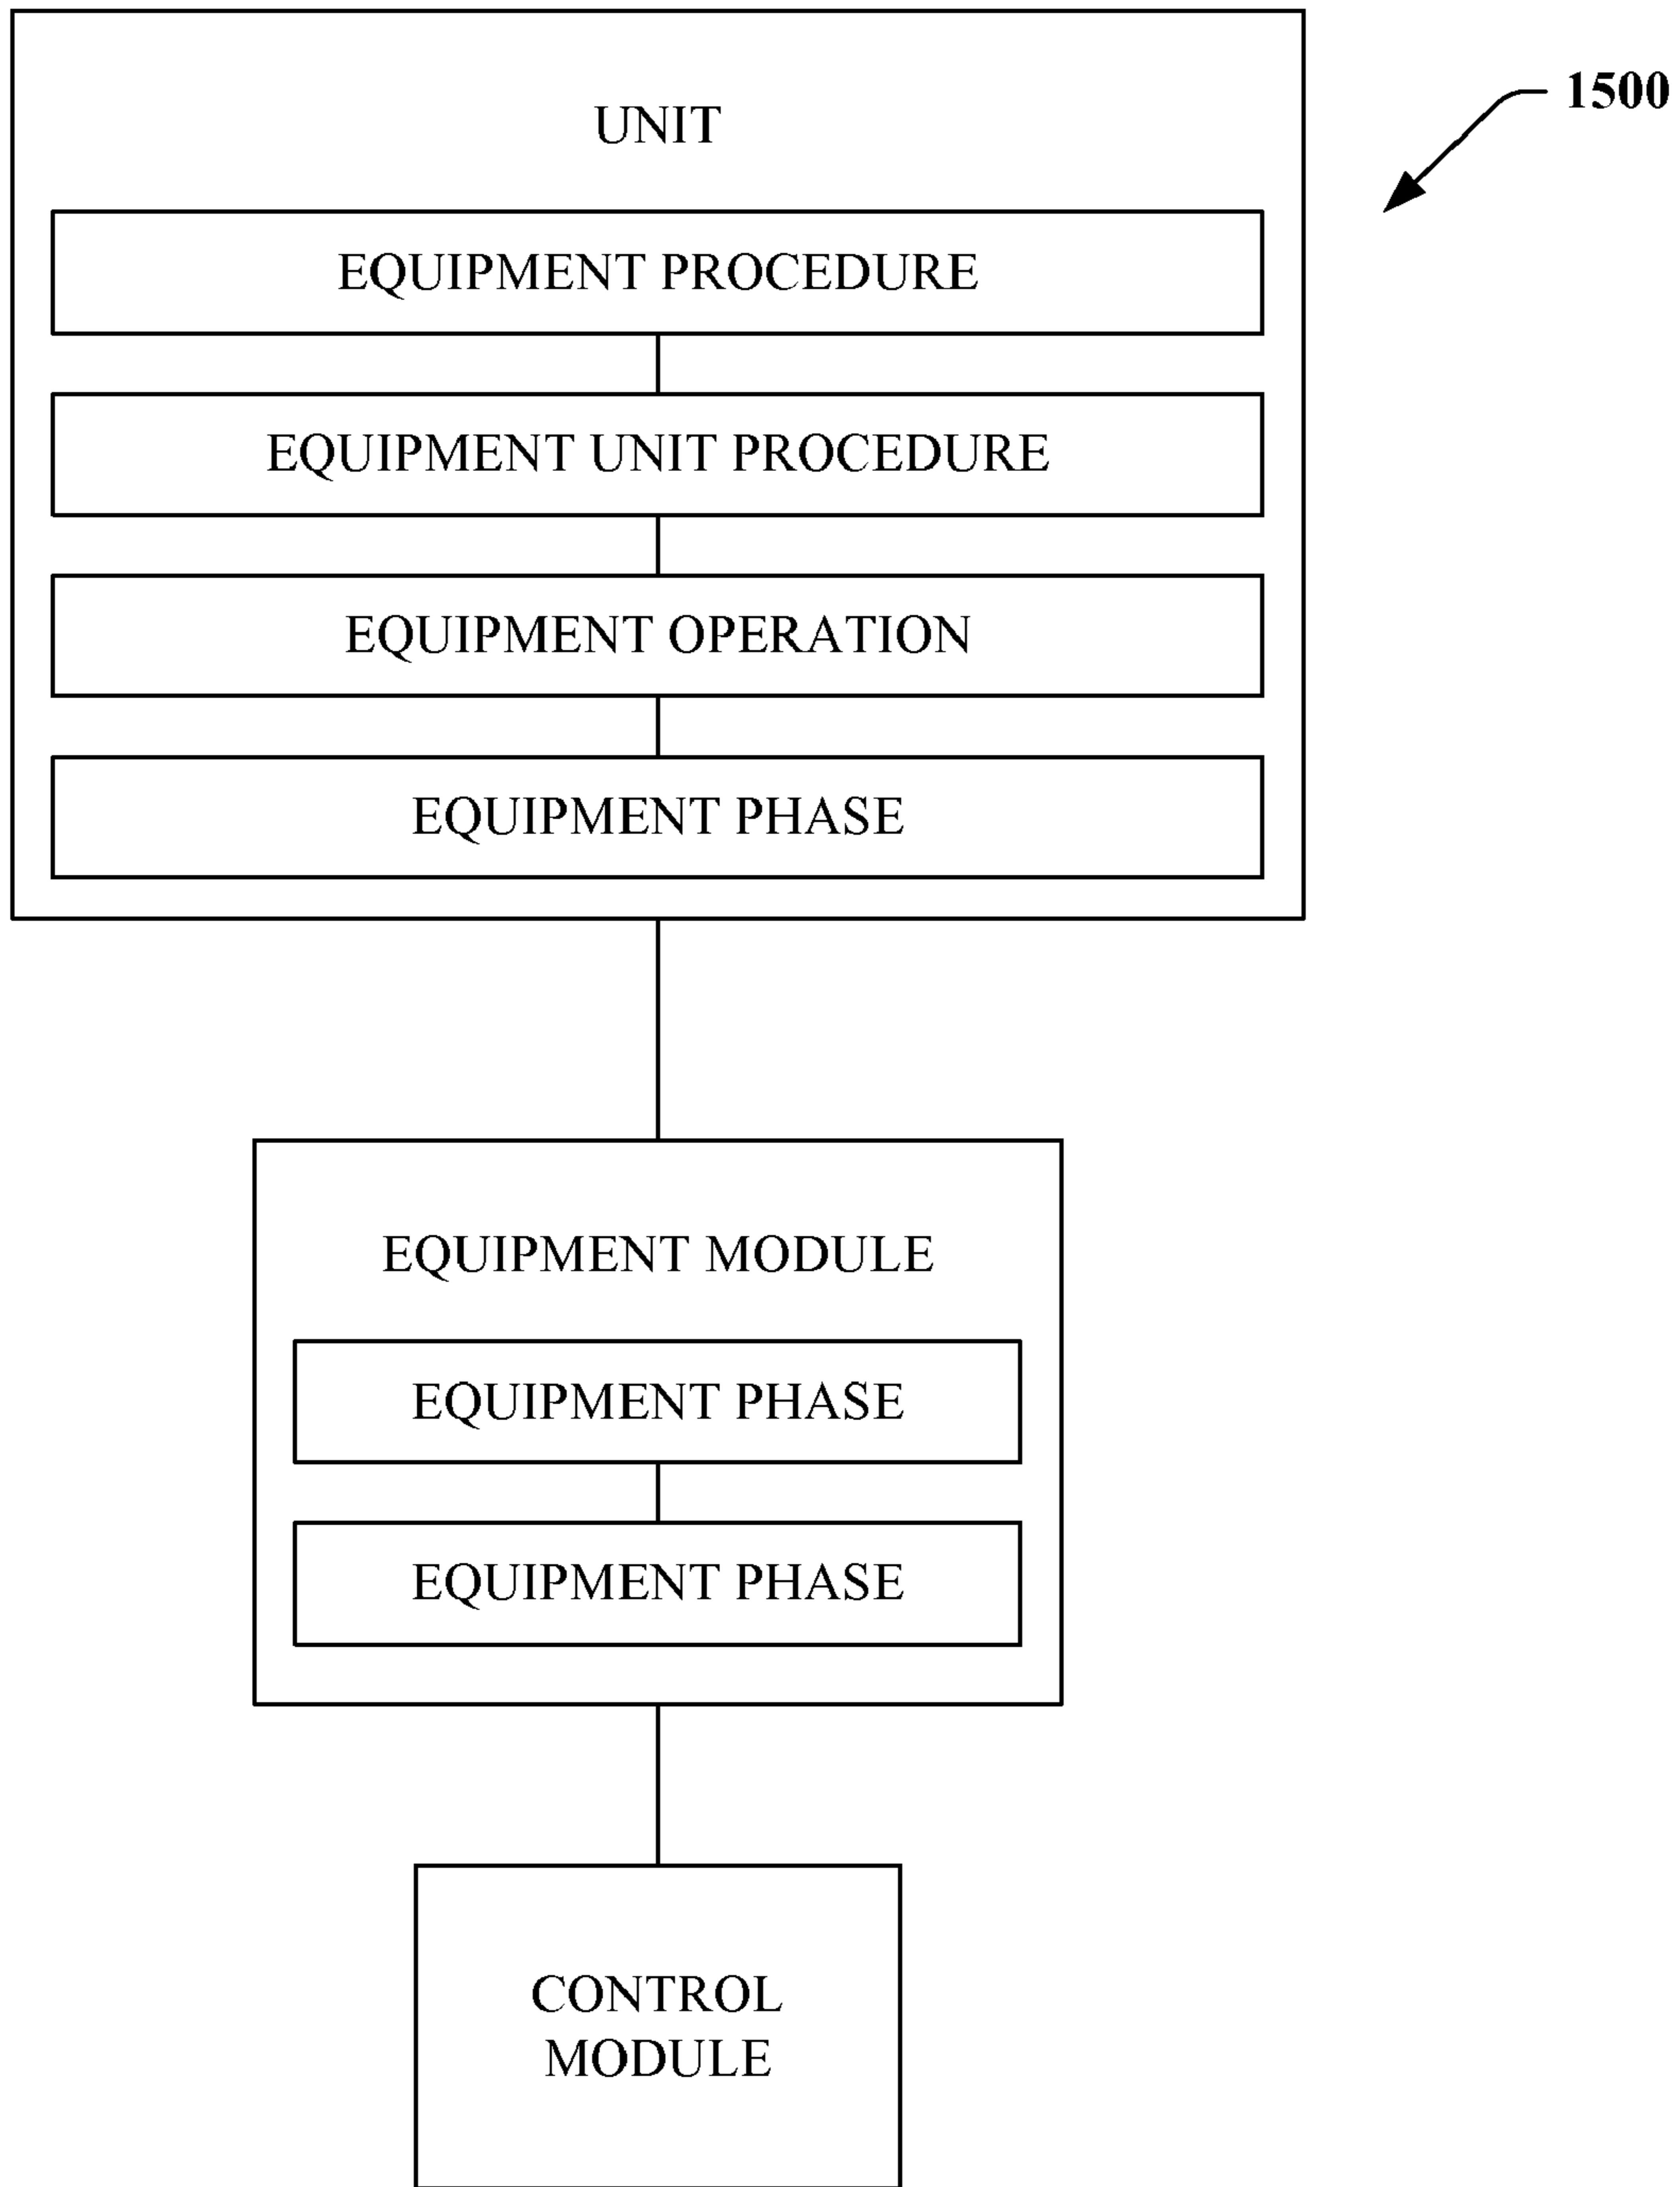 1500
UNIT
EQUIPMENT PROCEDURE
EQUIPMENT UNIT PROCEDURE
EQUIPMENT OPERATION
EQUIPMENT PHASE
EQUIPMENT MODULE
EQUIPMENT PHASE
EQUIPMENT PHASE
CONTROL
MODULE